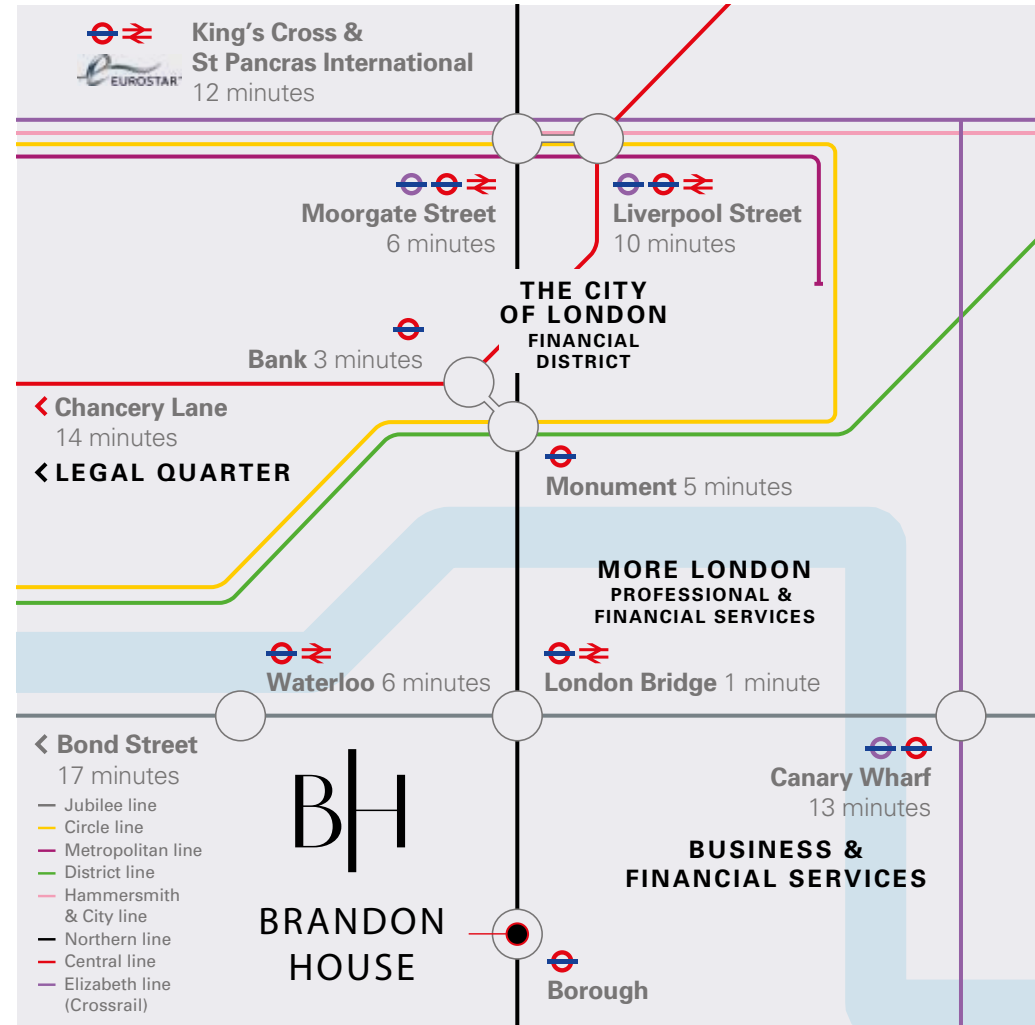 King's Cross &
St Pancras International
12 minutes
EUROSTAR
Moorgate Street
6 minutes
Liverpool Street
10 minutes
THE CITY
OF LONDON
FINANCIAL
DISTRICT
Bank 3 minutes
Chancery Lane
14 minutes
LEGAL QUARTER
Monument 5 minutes
MORE LONDON
PROFESSIONAL &
FINANCIAL SERVICES
Waterloo 6 minutes
London Bridge 1 minute
Bond Street
17 minutes
Jubilee line
Circle line
Metropolitan line
District line
Hammersmith
& City line
Northern line
Central line
Elizabeth line
(Crossrail)
BH
BRANDON
HOUSE
Canary Wharf
13 minutes
BUSINESS &
FINANCIAL SERVICES
Borough